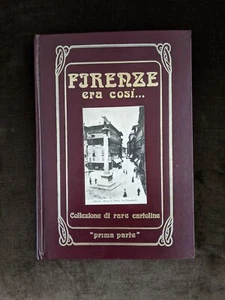 FIRENZE
era così...
Collezione di rare cartoline
"prima parte"